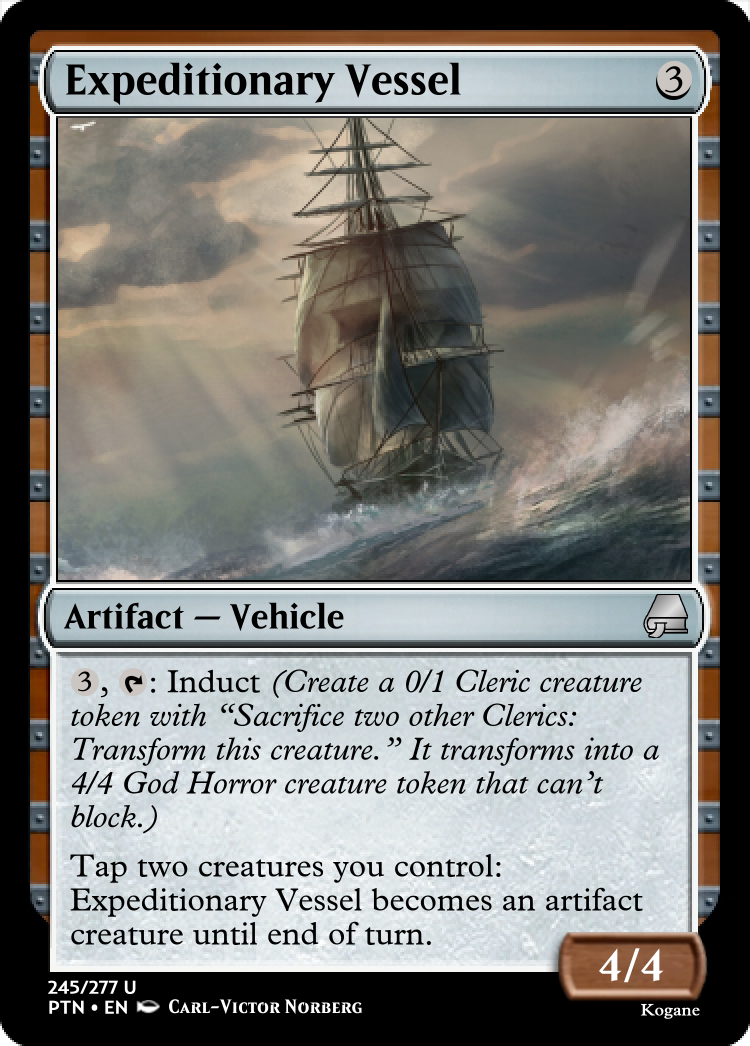 Expeditionary Vessel 3
Artifact — Vehicle
3, : Induct (Create a 0/1 Cleric creature
token with “Sacrifice two other Clerics:
Transform this creature.” It transforms into a
4/4 God Horror creature token that can’t
block.)
Tap two creatures you control:
Expeditionary Vessel becomes an artifact
creature until end of turn.
4/4
245/277 U
PTN • EN Carl-Victor Norberg
Kogane